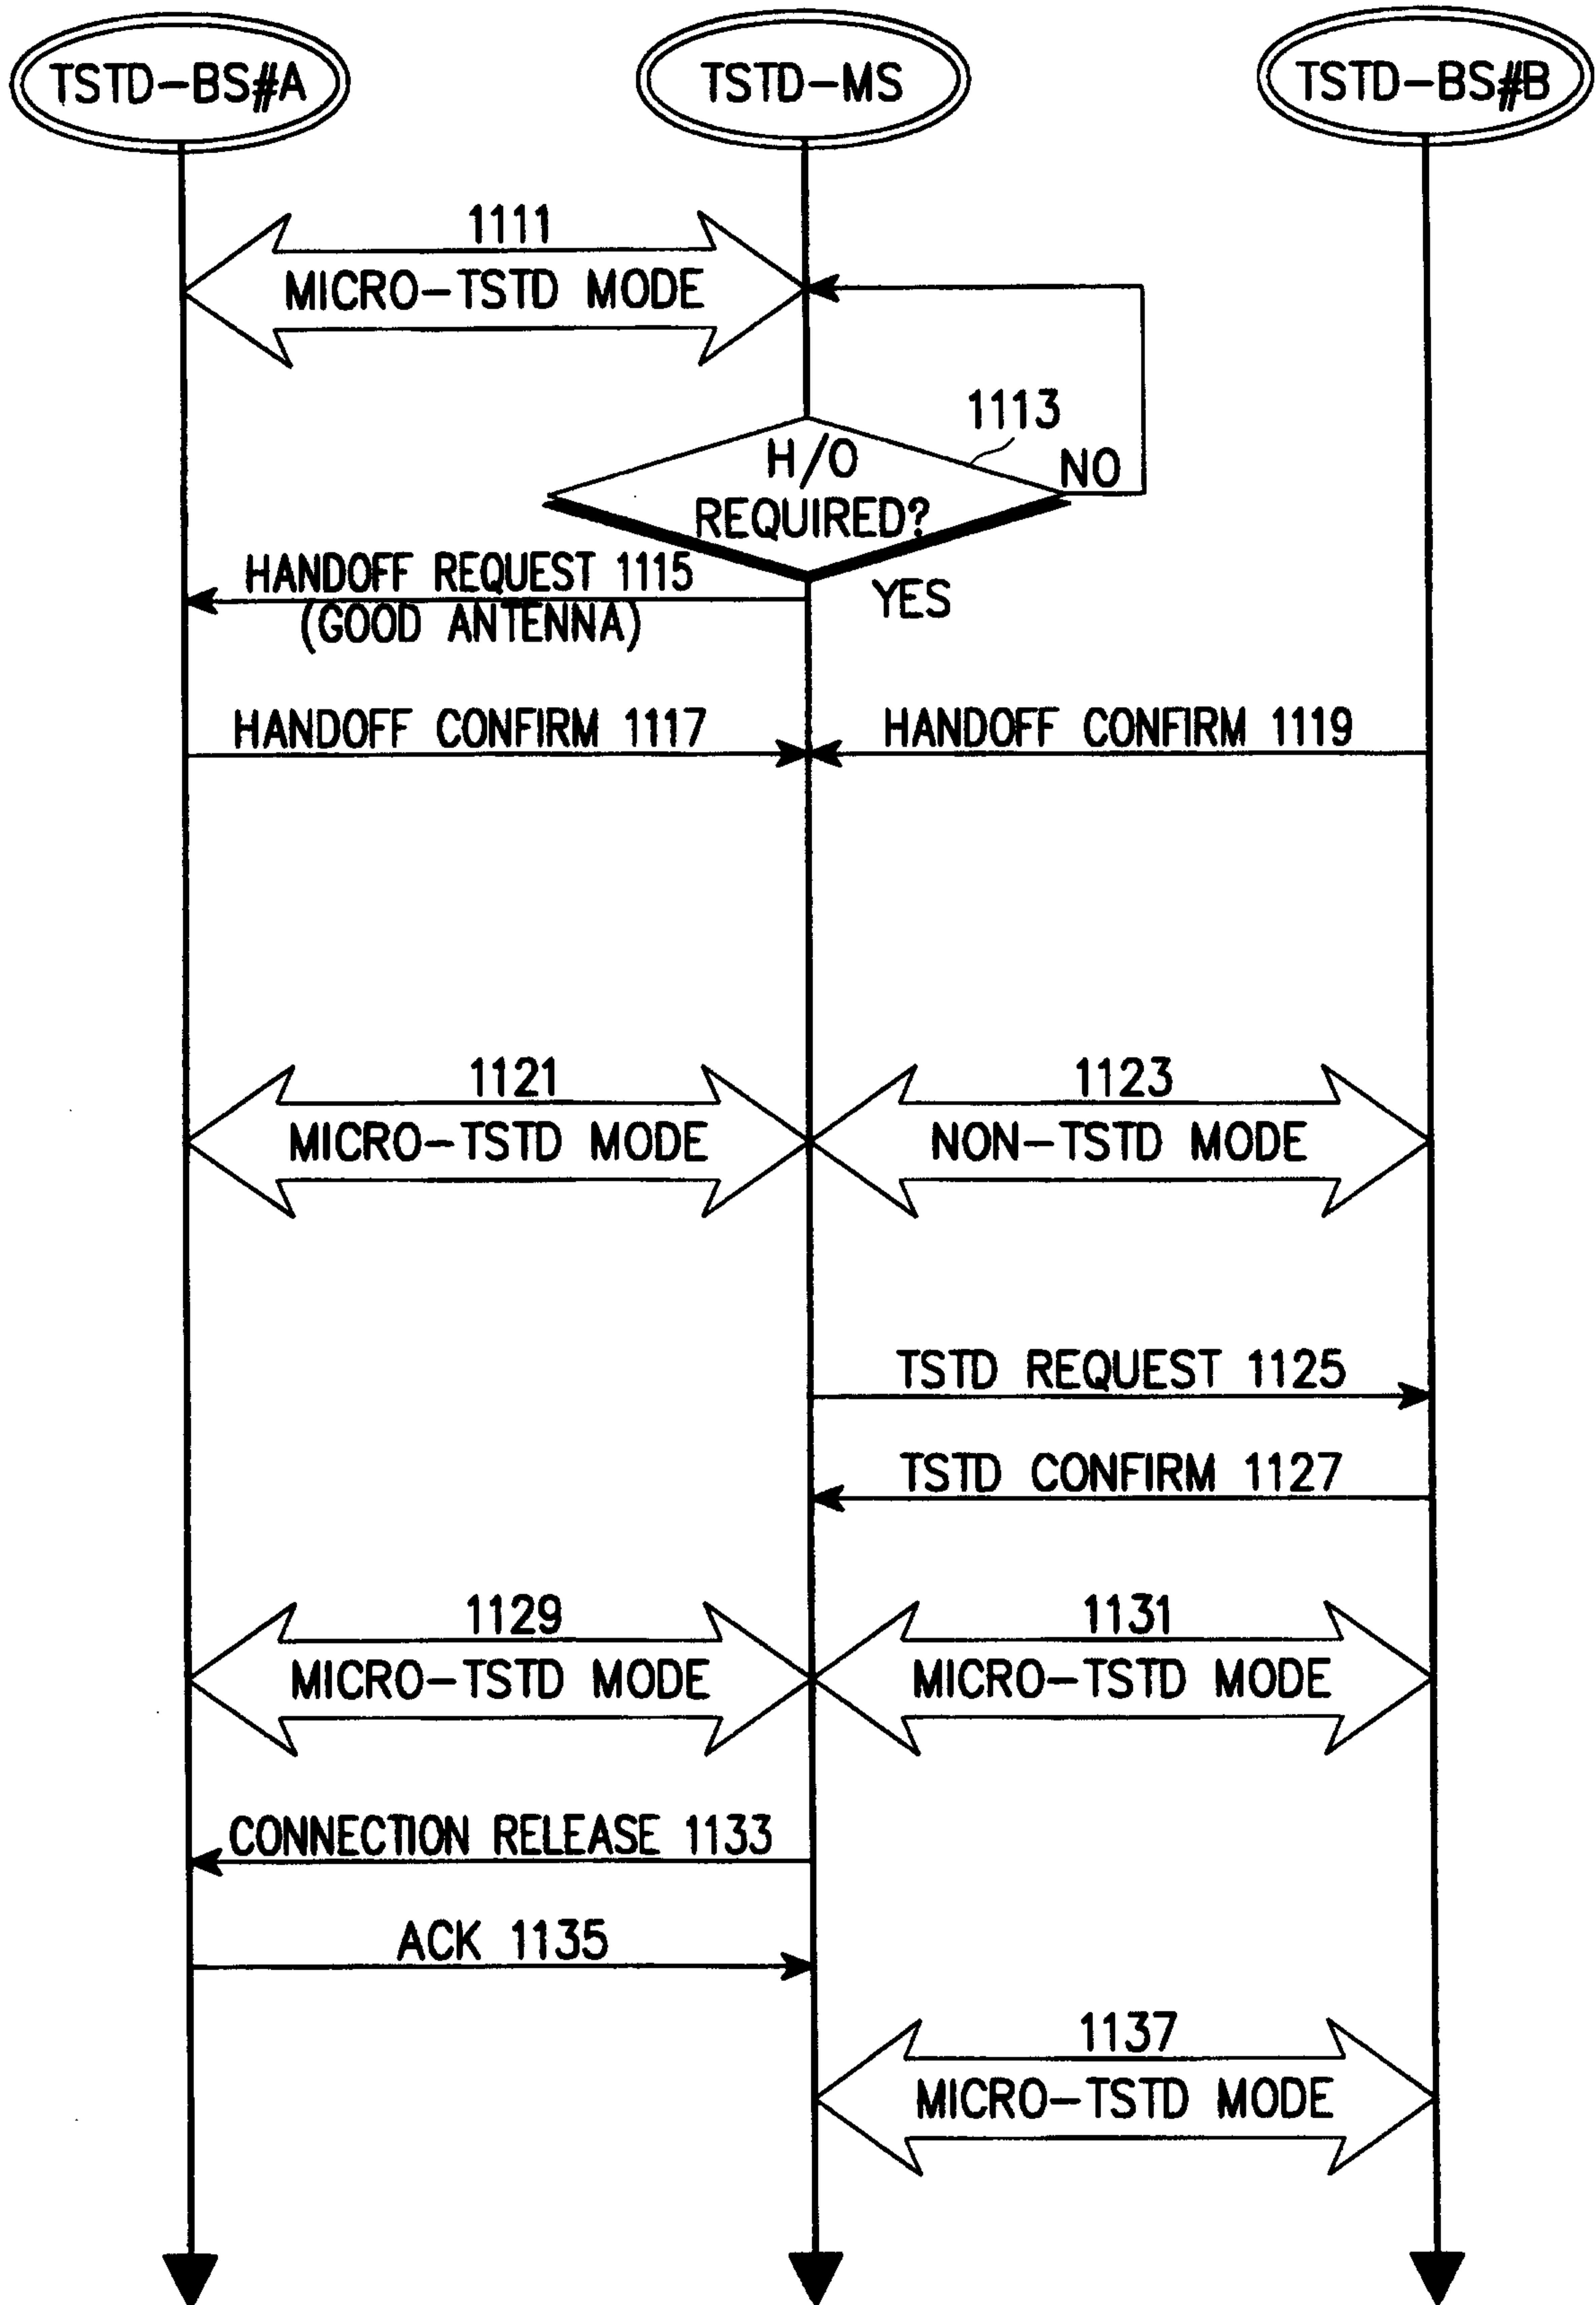 TSTD-BS#A
TSTD-MS
TSTD-BS#B
1111
MICRO-TSTD MODE
1113
H/O
REQUIRED?
NO
YES
HANDOFF REQUEST 1115
(GOOD ANTENNA)
HANDOFF CONFIRM 1117
HANDOFF CONFIRM 1119
1121
MICRO-TSTD MODE
1123
NON-TSTD MODE
TSTD REQUEST 1125
TSTD CONFIRM 1127
1129
MICRO-TSTD MODE
1131
MICRO-TSTD MODE
CONNECTION RELEASE 1133
ACK 1135
1137
MICRO-TSTD MODE